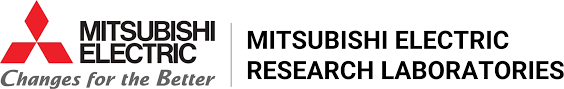 MITSUBISHI
ELECTRIC
Changes for the Better
MITSUBISHI ELECTRIC
RESEARCH LABORATORIES